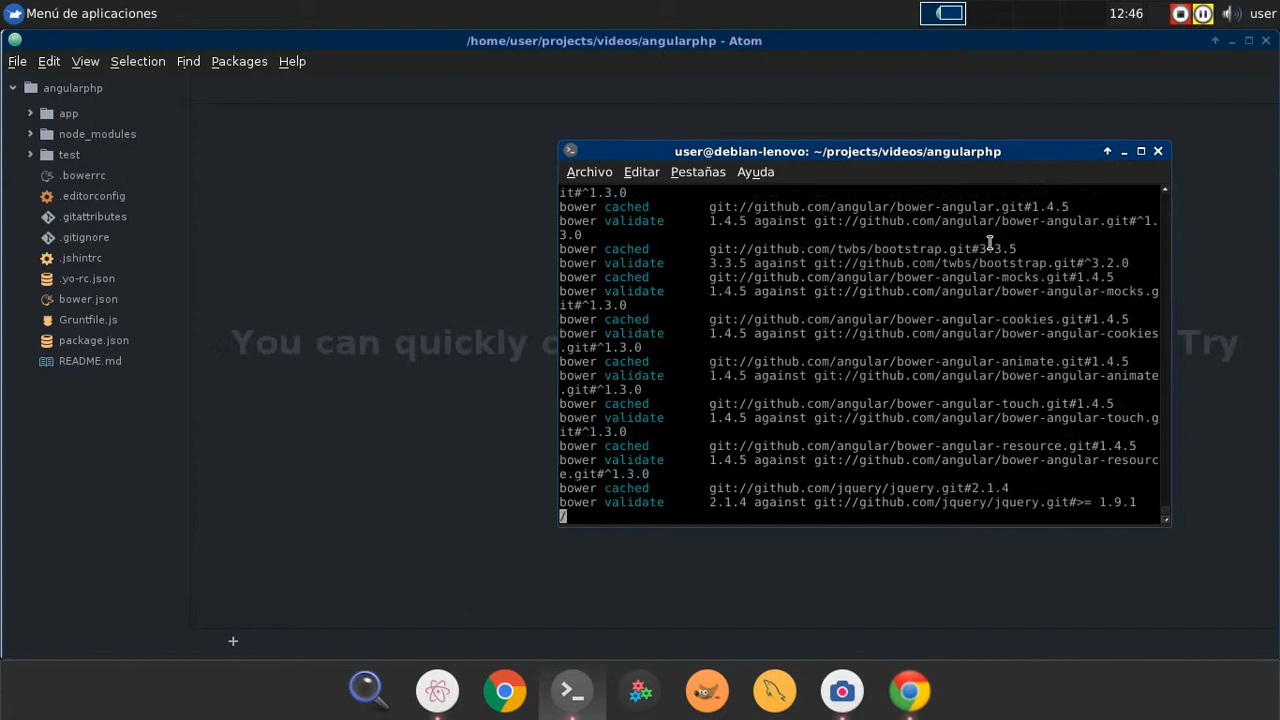 Menú de aplicaciones
12:46
user
/home/user/projects/videos/angularphp - Atom
File Edit View Selection Find Packages Help
angularphp
app
node_modules
test
.bowerrc
.editorconfig
.gitattributes
.gitignore
.jshintrc
.yo-rc.json
bower.json
Gruntfile.js
package.json
README.md
You can quickly
Try
user@debian-lenovo: ~/projects/videos/angularphp
Archivo Editar Pestañas Ayuda
it#^1.3.0
bower cached git://github.com/angular/bower-angular.git#1.4.5
bower validate 1.4.5 against git://github.com/angular/bower-angular.git#^1.
3.0
bower cached git://github.com/twbs/bootstrap.git#3.3.5
bower validate 3.3.5 against git://github.com/twbs/bootstrap.git#^3.2.0
bower cached git://github.com/angular/bower-angular-mocks.git#1.4.5
bower validate 1.4.5 against git://github.com/angular/bower-angular-mocks.g
it#^1.3.0
bower cached git://github.com/angular/bower-angular-cookies.git#1.4.5
bower validate 1.4.5 against git://github.com/angular/bower-angular-cookies
.git#^1.3.0
bower cached git://github.com/angular/bower-angular-animate.git#1.4.5
bower validate 1.4.5 against git://github.com/angular/bower-angular-animate
.git#^1.3.0
bower cached git://github.com/angular/bower-angular-touch.git#1.4.5
bower validate 1.4.5 against git://github.com/angular/bower-angular-touch.g
it#^1.3.0
bower cached git://github.com/angular/bower-angular-resource.git#1.4.5
bower validate 1.4.5 against git://github.com/angular/bower-angular-resourc
e.git#^1.3.0
bower cached git://github.com/jquery/jquery.git#2.1.4
bower validate 2.1.4 against git://github.com/jquery/jquery.git#>= 1.9.1
/